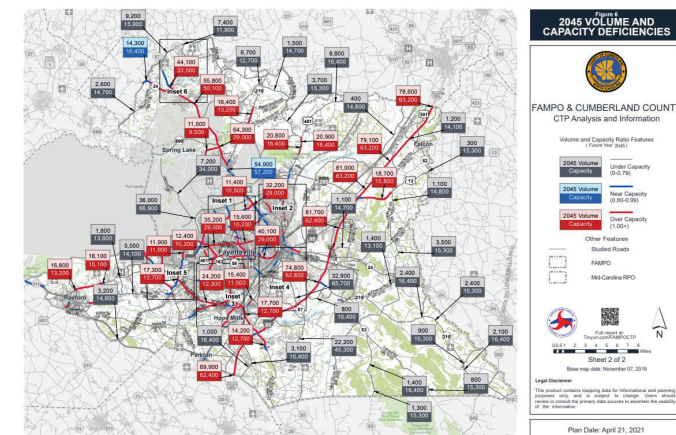 9,200
15,900
7,400
11,900
14,300
16,400
6,700
12,700
1,500
14,700
8,800
16,400
44,100
33,500
2,600
14,700
55,800
50,100
3,700
15,300
78,600
63,200
Inset 6
16,400
13,200
400
14,800
1,200
14,100
11,500
9,500
64,300
29,000
20,800
16,400
20,900
16,400
79,100
63,200
Falcon
300
15,300
Spring Lake
7,200
34,000
54,900
57,200
81,000
63,200
18,700
15,800
1,100
14,800
11,400
10,500
32,200
29,000
36,000
66,900
Inset 1
Inset 2
1,100
14,700
35,200
29,000
15,600
10,200
81,700
62,400
1,800
13,600
5,500
14,100
11,900
11,900
12,400
10,200
40,100
29,000
1,400
13,100
3,500
15,300
Fayetteville
18,100
15,100
16,800
13,200
17,300
12,700
Inset 5
24,200
12,300
15,400
11,500
74,800
62,800
32,900
65,700
2,400
16,400
2,400
15,300
Raeford
3,200
14,800
Inset 4
Inset 3
17,700
12,700
800
16,400
Hope Mills
1,000
16,400
14,200
12,700
900
15,300
2,100
16,400
Parkton
3,100
16,400
22,200
45,300
69,900
62,400
1,400
16,400
800
15,300
1,300
15,300
Figure 6
2045 VOLUME AND
CAPACITY DEFICIENCIES
FAMPO & CUMBERLAND COUNT
CTP Analysis and Information
Volume and Capacity Ratio Features
( Future Year 2045 )
2045 Volume
Capacity
Under Capacity
(0-0.79)
2045 Volume
Capacity
Near Capacity
(0.80-0.99)
2045 Volume
Capacity
Over Capacity
(1.00+)
Other Features
Studied Roads
FAMPO
Mid-Carolina RPO
Full report at:
Tinyurl.com/FAMPOCTP
N
0 0.5 1 2 3 4 5 6 7 8
Miles
Sheet 2 of 2
Base map date: November 07, 2019
Legal Disclaimer
This product contains mapping data for informational and planning
purposes only, and is subject to change. Users should
review or consult the primary data sources to ascertain the usability
of the information.
Plan Date: April 21, 2021